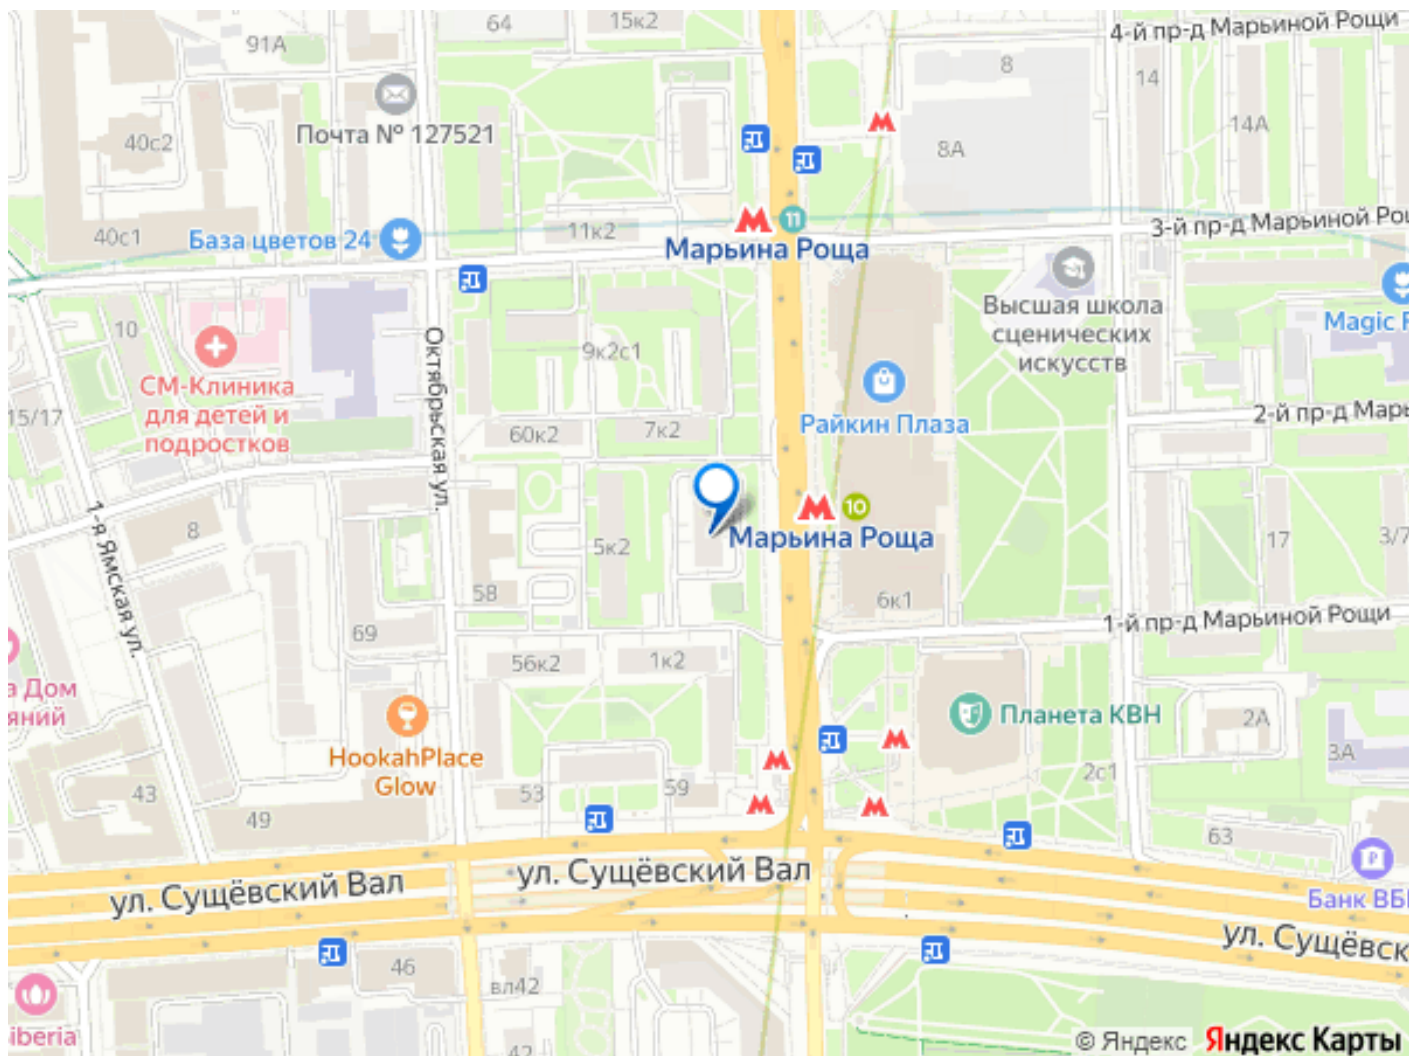 64
15к2
4-й пр-д Марьиной Рощи
91А
8
14
Почта № 127521
40с2
14А
8А
40с1
База цветов 24
11к2
11
Марьина Роща
3-й пр-д Марьиной Рощ
Высшая школа
сценических
искусств
Magic F
10
9к2с1
Октябрьская ул.
СМ-Клиника
для детей и
подростков
15/17
60к2
7к2
Райкин Плаза
2-й пр-д Марь
1-я Ямская ул.
8
5к2
10
Марьина Роща
17
3/7
58
6к1
69
1-й пр-д Марьиной Рощи
56к2
1к2
а Дом
яний
Планета КВН
2А
HookahPlace
Glow
3А
2с1
43
49
53
59
63
ул. Сущёвский Вал
ул. Сущёвский Вал
Банк ВБ
ул. Сущёвск
46
вл42
iberia
42
© Яндекс
Яндекс Карты